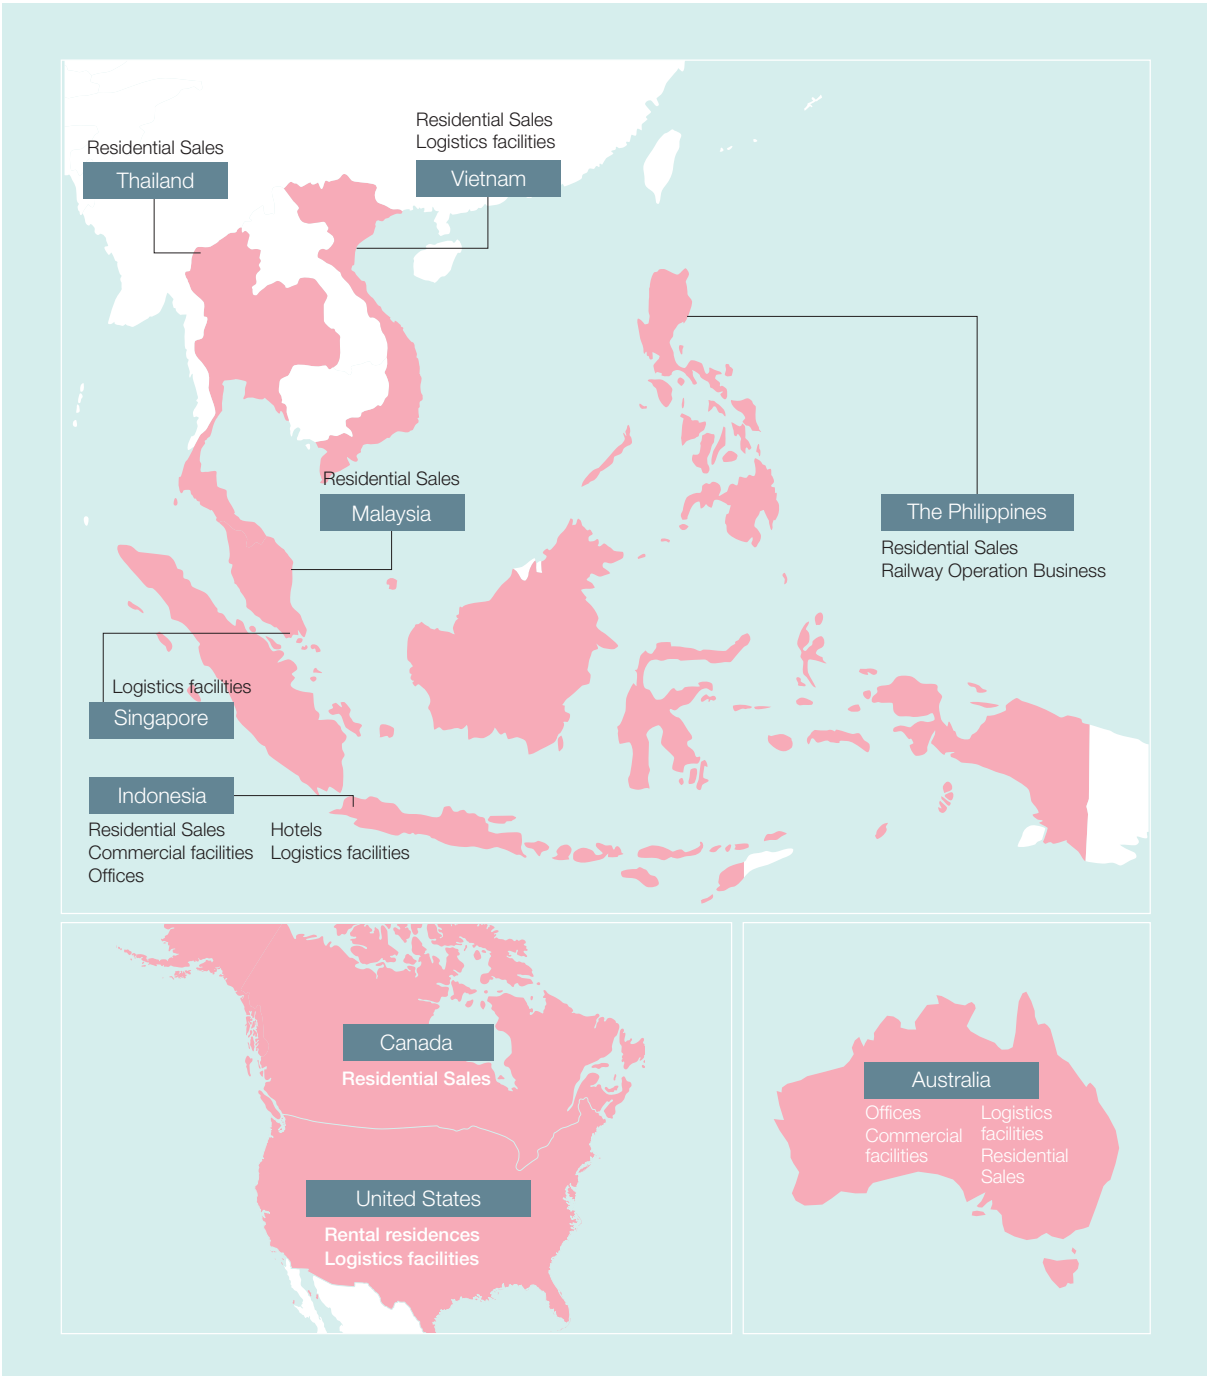 Residential Sales
Thailand
Residential Sales
Logistics facilities
Vietnam
Residential Sales
Malaysia
The Philippines
Residential Sales
Railway Operation Business
Logistics facilities
Singapore
Indonesia
Residential Sales
Commercial facilities
Offices
Hotels
Logistics facilities
Canada
Residential Sales
United States
Rental residences
Logistics facilities
Australia
Offices
Commercial
facilities
Logistics
facilities
Residential
Sales